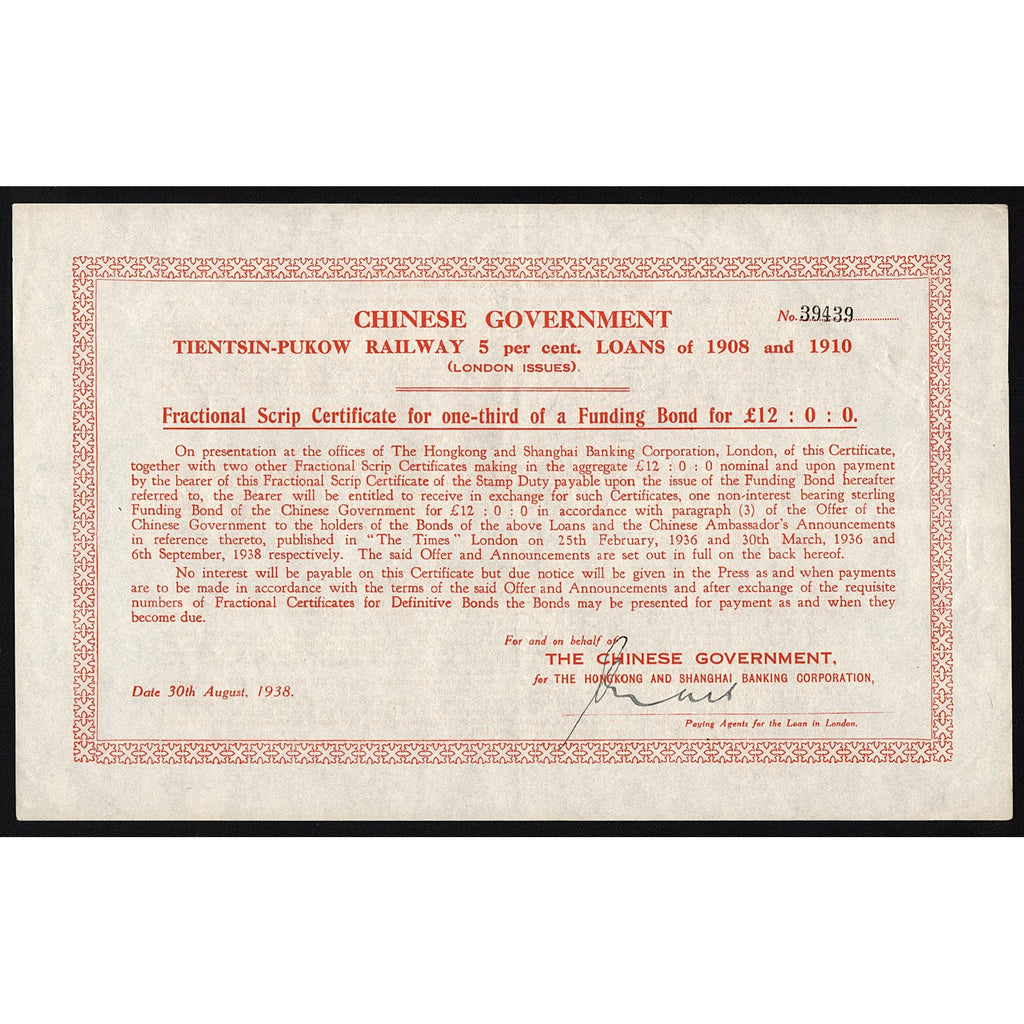 CHINESE GOVERNMENT
No. 39439
TIENTSIN-PUKOW RAILWAY 5 per cent. LOANS of 1908 and 1910
(LONDON ISSUES).
Fractional Scrip Certificate for one-third of a Funding Bond for £12 : 0 : 0.
On presentation at the offices of The Hongkong and Shanghai Banking Corporation, London, of this Certificate,
together with two other Fractional Scrip Certificates making in the aggregate £12 : 0 : 0 nominal and upon payment
by the bearer of this Fractional Scrip Certificate of the Stamp Duty payable upon the issue of the Funding Bond hereafter
referred to, the Bearer will be entitled to receive in exchange for such Certificates, one non-interest bearing sterling
Funding Bond of the Chinese Government for £12 : 0 : 0 in accordance with paragraph (3) of the Offer of the
Chinese Government to the holders of the Bonds of the above Loans and the Chinese Ambassador's Announcements
in reference thereto, published in "The Times" London on 25th February, 1936 and 30th March, 1936 and
6th September, 1938 respectively. The said Offer and Announcements are set out in full on the back hereof.
No interest will be payable on this Certificate but due notice will be given in the Press as and when payments
are to be made in accordance with the terms of the said Offer and Announcements and after exchange of the requisite
numbers of Fractional Certificates for Definitive Bonds the Bonds may be presented for payment as and when they
become due.
For and on behalf of
THE CHINESE GOVERNMENT,
for THE HONGKONG AND SHANGHAI BANKING CORPORATION,
Date 30th August, 1938.
Paying Agents for the Loan in London.